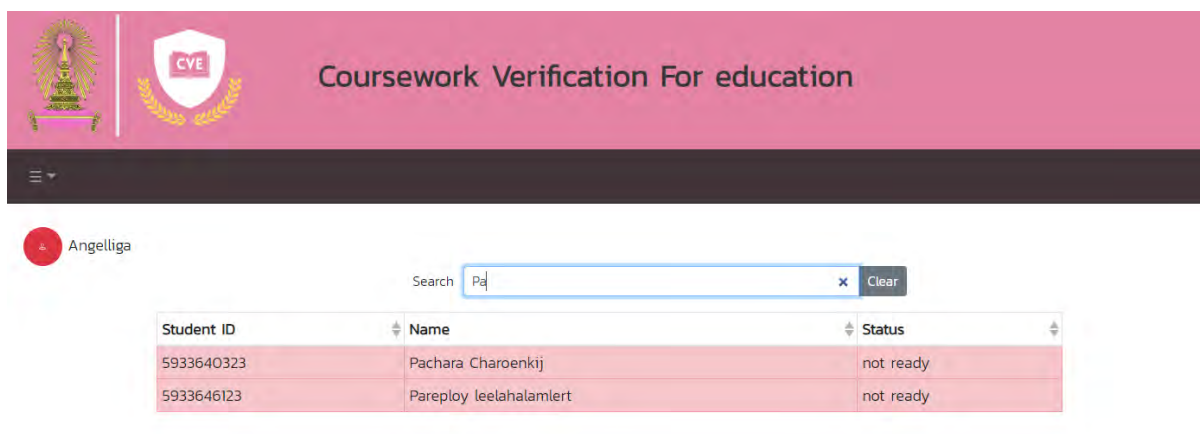 CVE
Coursework Verification For education
Angelliga
Search Pa × Clear
Student ID Name Status
5933640323 Pachara Charoenkij not ready
5933646123 Pareploy leelahalamlert not ready